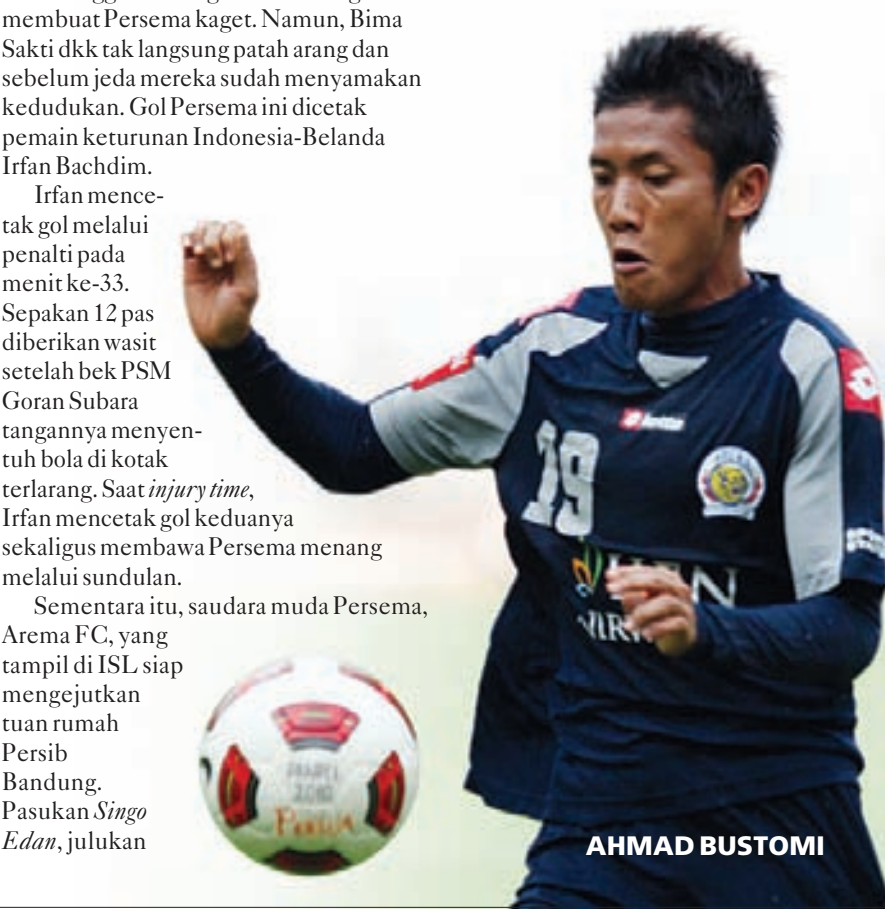 membuat Persema kaget. Namun, Bima
Sakti dkk tak langsung patah arang dan
sebelum jeda mereka sudah menyamakan
kedudukan. Gol Persema ini dicetak
pemain keturunan Indonesia-Belanda
Irfan Bachdim.
Irfan mence-
tak gol melalui
penalti pada
menit ke-33.
Sepakan 12 pas
diberikan wasit
setelah bek PSM
Goran Subara
tangannya menyen-
tuh bola di kotak
terlarang. Saat injury time,
Irfan mencetak gol keduanya
sekaligus membawa Persema menang
melalui sundulan.
Sementara itu, saudara muda Persema,
Arema FC, yang
tampil di ISL siap
mengejutkan
tuan rumah
Persib
Bandung.
Pasukan Singo
Edan, julukan
lotto
19
2010
AHMAD BUSTOMI